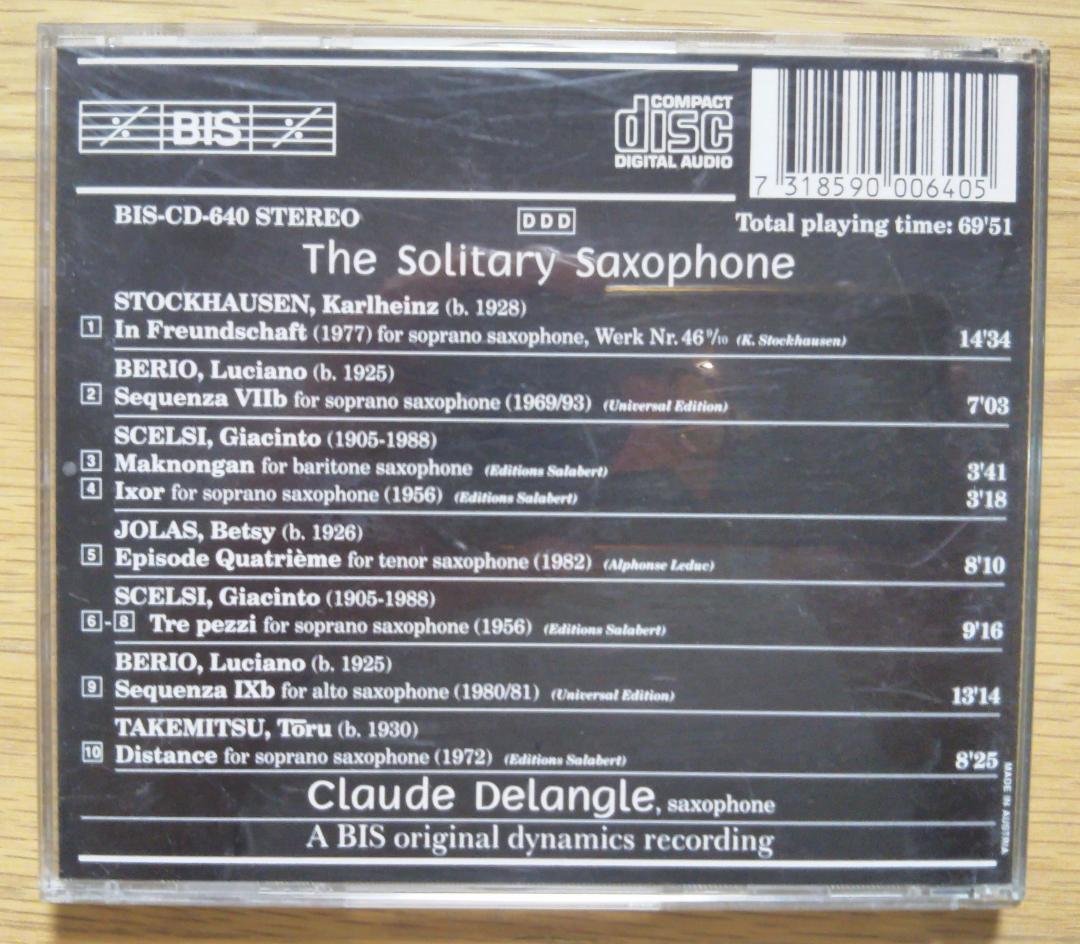 BIS
COMPACT
disc
DIGITAL AUDIO
7 318590 006405
BIS-CD-640 STEREO
DDD
Total playing time: 69'51
The Solitary Saxophone
STOCKHAUSEN, Karlheinz (b. 1928)
1 In Freundschaft (1977) for soprano saxophone, Werk Nr. 46 9/10 (K. Stockhausen) 14'34
BERIO, Luciano (b. 1925)
2 Sequenza VIIb for soprano saxophone (1969/93) (Universal Edition) 7'03
SCELSI, Giacinto (1905-1988)
3 Maknongan for baritone saxophone (Editions Salabert) 3'41
4 Ixor for soprano saxophone (1956) (Editions Salabert) 3'18
JOLAS, Betsy (b. 1926)
5 Episode Quatrième for tenor saxophone (1982) (Alphonse Leduc) 8'10
SCELSI, Giacinto (1905-1988)
6-8 Tre pezzi for soprano saxophone (1956) (Editions Salabert) 9'16
BERIO, Luciano (b. 1925)
9 Sequenza IXb for alto saxophone (1980/81) (Universal Edition) 13'14
TAKEMITSU, Tōru (b. 1930)
10 Distance for soprano saxophone (1972) (Editions Salabert) 8'25
Claude Delangle, saxophone
A BIS original dynamics recording
MADE IN AUSTRIA